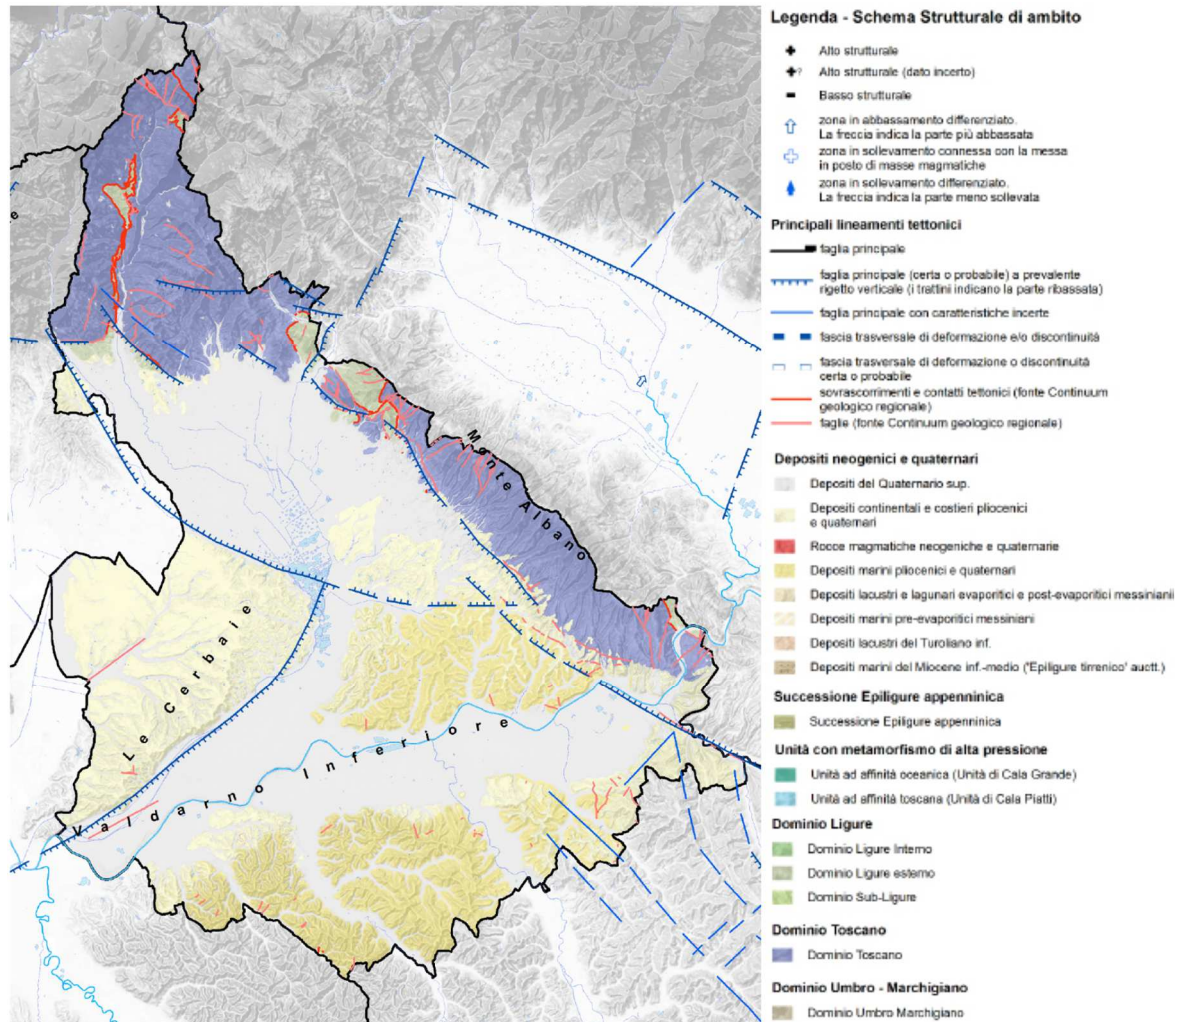 Legenda - Schema Strutturale di ambito
Alto strutturale
? Alto strutturale (dato incerto)
Basso strutturale
zona in abbassamento differenziato.
La freccia indica la parte più abbassata
zona in sollevamento connessa con la messa
in posto di masse magmatiche
zona in sollevamento differenziato.
La freccia indica la parte meno sollevata
Principali lineamenti tettonici
faglia principale
faglia principale (certa o probabile) a prevalente
rigetto verticale (i trattini indicano la parte ribassata)
faglia principale con caratteristiche incerte
fascia trasversale di deformazione e/o discontinuità
fascia trasversale di deformazione o discontinuità
certa o probabile
sovrascorrimenti e contatti tettonici (fonte Continuum
geologico regionale)
faglie (fonte Continuum geologico regionale)
Depositi neogenici e quaternari
Depositi del Quaternario sup.
Depositi continentali e costieri pliocenici
e quaternari
Rocce magmatiche neogeniche e quaternarie
Depositi marini pliocenici e quaternari
Depositi lacustri e lagunari evaporitici e post-evaporitici messiniani
Depositi marini pre-evaporitici messiniani
Depositi lacustri del Turoliano inf.
Depositi marini del Miocene inf.-medio ('Epiligure tirrenico' auctt.)
Successione Epiligure appenninica
Successione Epiligure appenninica
Unità con metamorfismo di alta pressione
Unità ad affinità oceanica (Unità di Cala Grande)
Unità ad affinità toscana (Unità di Cala Piatti)
Dominio Ligure
Dominio Ligure Interno
Dominio Ligure esterno
Dominio Sub-Ligure
Dominio Toscano
Dominio Toscano
Dominio Umbro - Marchigiano
Dominio Umbro Marchigiano
e
Monte Albano
Le Cerbaie
Valdarno Inferiore